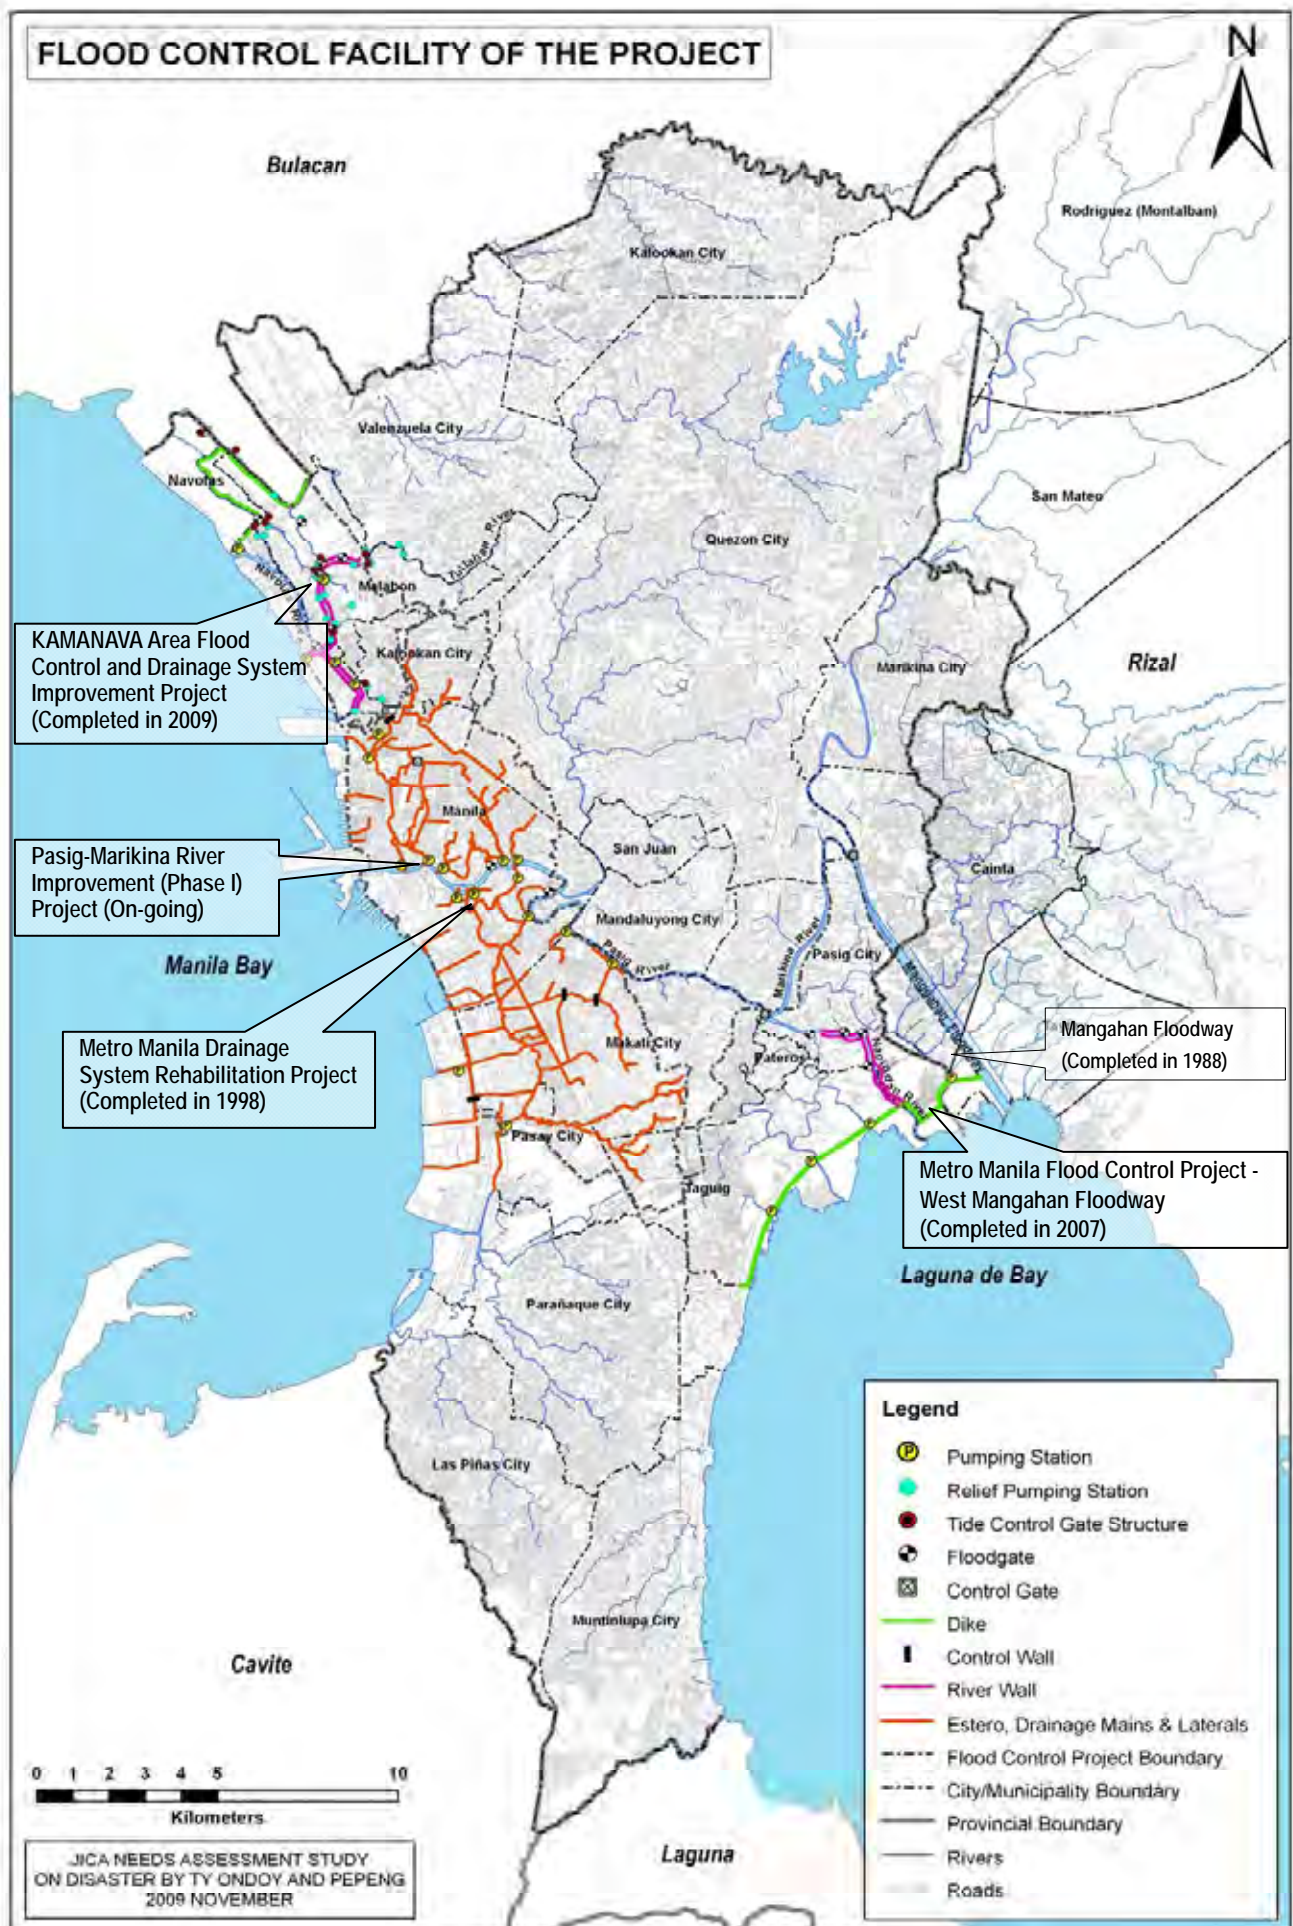 FLOOD CONTROL FACILITY OF THE PROJECT
N
Bulacan
Rodriguez (Montalban)
Kalookan City
Valenzuela City
Navotas
San Mateo
Quezon City
Tullahan River
Malabon
KAMANAVA Area Flood
Control and Drainage System
Improvement Project
(Completed in 2009)
Kalookan City
Marikina City
Rizal
Manila
San Juan
Cainta
Pasig-Marikina River
Improvement (Phase I)
Project (On-going)
Mandaluyong City
Marikina River
Pasig City
Pasig River
Manila Bay
Mangahan Floodway
Mangahan Floodway
(Completed in 1988)
Metro Manila Drainage
System Rehabilitation Project
(Completed in 1998)
Makati City
Pateros
Napindan River
Pasay City
Taguig
Metro Manila Flood Control Project -
West Mangahan Floodway
(Completed in 2007)
Laguna de Bay
Parañaque City
Las Piñas City
Muntinlupa City
Cavite
Laguna
Legend
P Pumping Station
Relief Pumping Station
Tide Control Gate Structure
Floodgate
Control Gate
Dike
Control Wall
River Wall
Estero, Drainage Mains & Laterals
Flood Control Project Boundary
City/Municipality Boundary
Provincial Boundary
Rivers
Roads
0 1 2 3 4 5 10
Kilometers
JICA NEEDS ASSESSMENT STUDY
ON DISASTER BY TY ONDOY AND PEPENG
2009 NOVEMBER